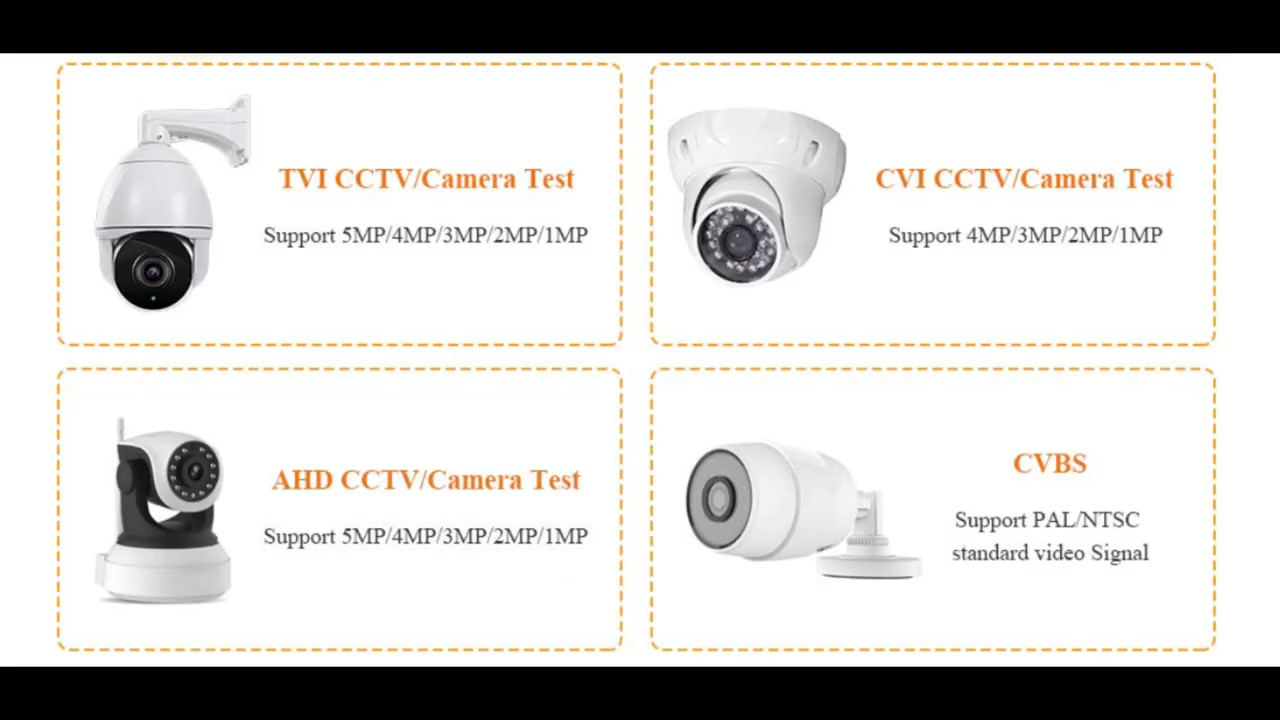 TVI CCTV/Camera Test
Support 5MP/4MP/3MP/2MP/1MP
CVI CCTV/Camera Test
Support 4MP/3MP/2MP/1MP
AHD CCTV/Camera Test
Support 5MP/4MP/3MP/2MP/1MP
CVBS
Support PAL/NTSC
standard video Signal